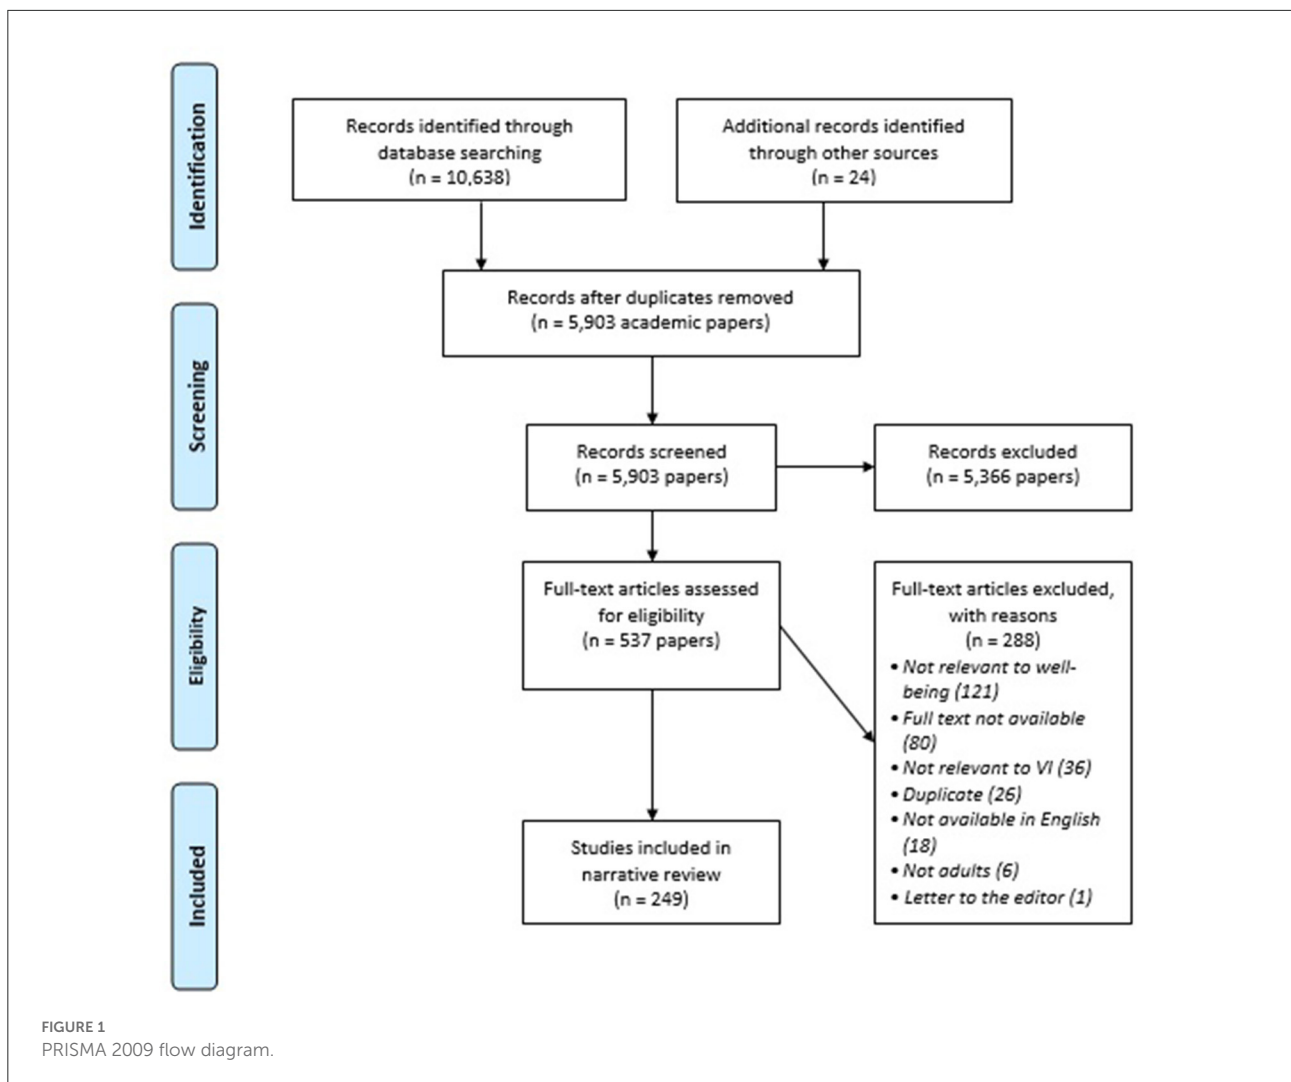 Identification
Records identified through
database searching
(n = 10,638)
Additional records identified
through other sources
(n = 24)
Records after duplicates removed
(n = 5,903 academic papers)
Screening
Records screened
(n = 5,903 papers)
Records excluded
(n = 5,366 papers)
Eligibility
Full-text articles assessed
for eligibility
(n = 537 papers)
Full-text articles excluded,
with reasons
(n = 288)
• Not relevant to well-
being (121)
• Full text not available
(80)
• Not relevant to VI (36)
• Duplicate (26)
• Not available in English
(18)
• Not adults (6)
• Letter to the editor (1)
Included
Studies included in
narrative review
(n = 249)
FIGURE 1
PRISMA 2009 flow diagram.